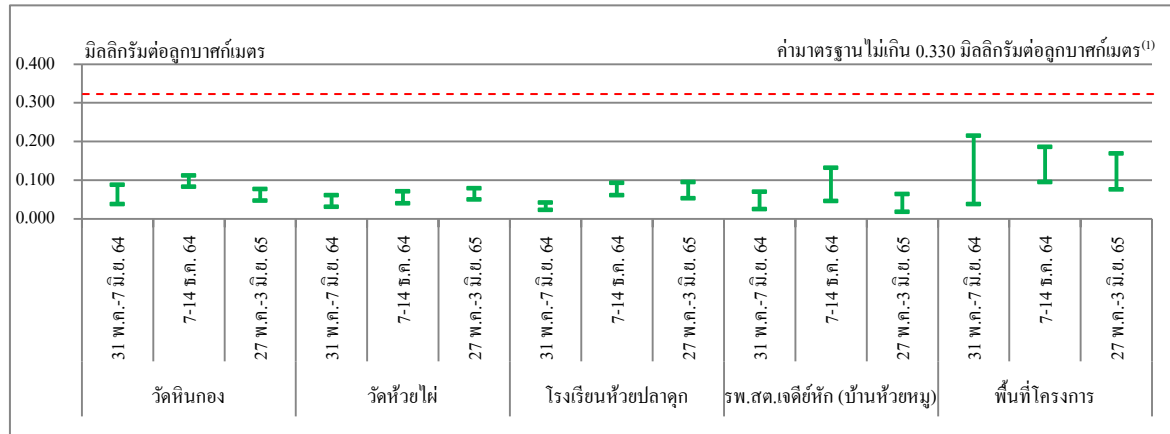 มิลลิกรัมต่อลูกบาศก์เมตร
ค่ามาตรฐานไม่เกิน 0.330 มิลลิกรัมต่อลูกบาศก์เมตร(1)
0.400
0.300
0.200
0.100
0.000
31 พ.ค.-7 มิ.ย. 64
7-14 ธ.ค. 64
27 พ.ค.-3 มิ.ย. 65
31 พ.ค.-7 มิ.ย. 64
7-14 ธ.ค. 64
27 พ.ค.-3 มิ.ย. 65
31 พ.ค.-7 มิ.ย. 64
7-14 ธ.ค. 64
27 พ.ค.-3 มิ.ย. 65
31 พ.ค.-7 มิ.ย. 64
7-14 ธ.ค. 64
27 พ.ค.-3 มิ.ย. 65
31 พ.ค.-7 มิ.ย. 64
7-14 ธ.ค. 64
27 พ.ค.-3 มิ.ย. 65
วัดหินกอง
วัดห้วยไผ่
โรงเรียนห้วยปลาดุก
รพ.สต.เจดีย์หัก (บ้านห้วยหมู)
พื้นที่โครงการ